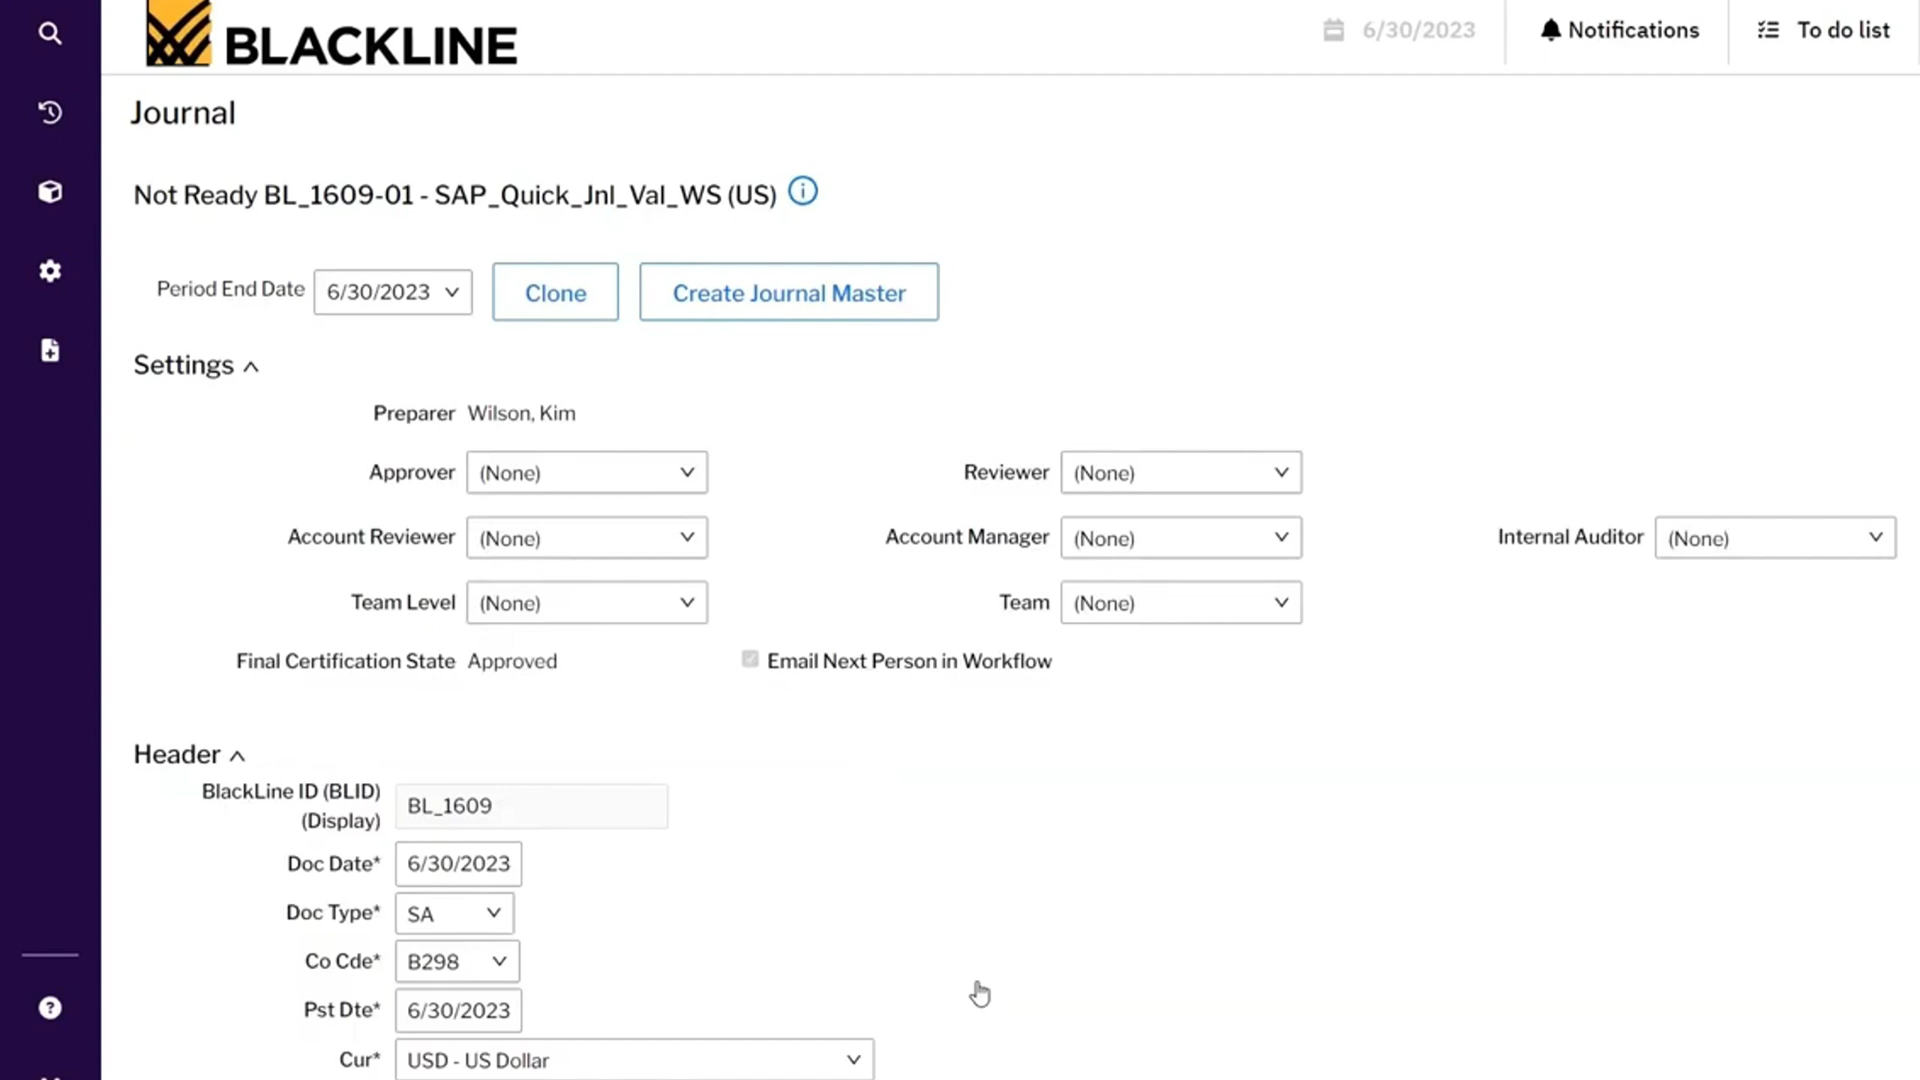 BLACKLINE
6/30/2023
Notifications
To do list
Journal
Not Ready BL_1609-01 - SAP_Quick_Jnl_Val_WS (US)
Period End Date 6/30/2023 Clone Create Journal Master
Settings
Preparer Wilson, Kim
Approver (None) Reviewer (None)
Account Reviewer (None) Account Manager (None) Internal Auditor (None)
Team Level (None) Team (None)
Final Certification State Approved Email Next Person in Workflow
Header
BlackLine ID (BLID)
(Display) BL_1609
Doc Date* 6/30/2023
Doc Type* SA
Co Cde* B298
Pst Dte* 6/30/2023
Cur* USD - US Dollar